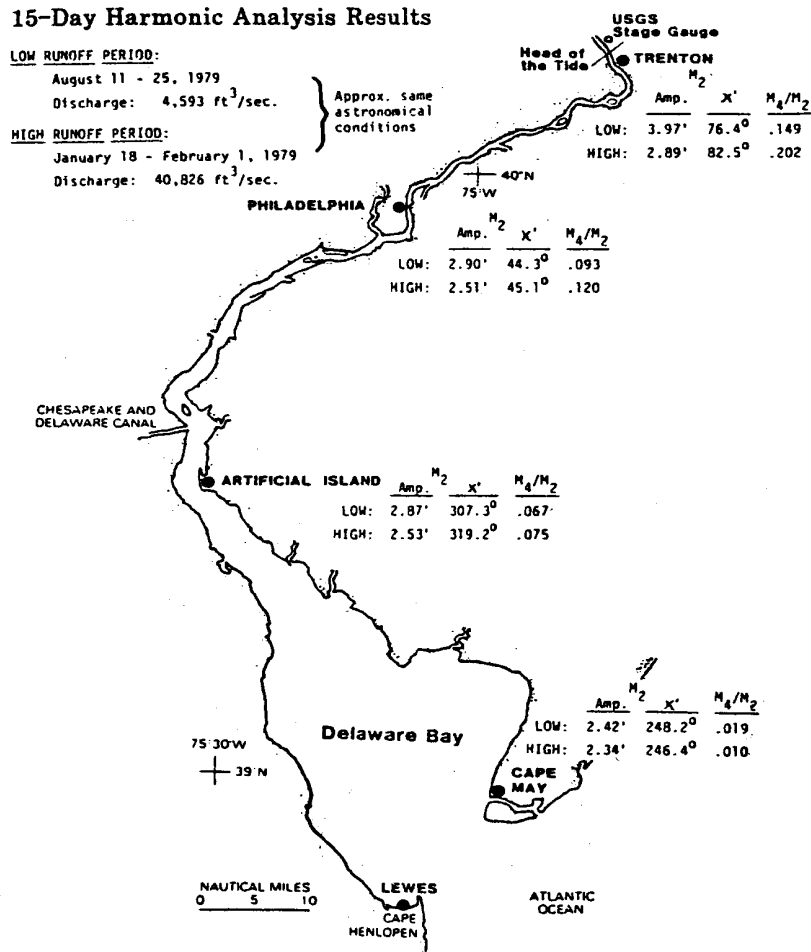 15-Day Harmonic Analysis Results
LOW RUNOFF PERIOD:
August 11 - 25, 1979
Discharge: 4,593 ft³/sec.
HIGH RUNOFF PERIOD:
January 18 - February 1, 1979
Discharge: 40,826 ft³/sec.
Approx. same
astronomical
conditions
USGS
Stage Gauge
Head of
the Tide
TRENTON
M₂
Amp. X' M₄/M₂
LOW: 3.97' 76.4° .149
HIGH: 2.89' 82.5° .202
40°N
75°W
PHILADELPHIA
M₂
Amp. X' M₄/M₂
LOW: 2.90' 44.3° .093
HIGH: 2.51' 45.1° .120
CHESAPEAKE AND
DELAWARE CANAL
ARTIFICIAL ISLAND
M₂
Amp. X' M₄/M₂
LOW: 2.87' 307.3° .067
HIGH: 2.53' 319.2° .075
M₂
Amp. X' M₄/M₂
LOW: 2.42' 248.2° .019
HIGH: 2.34' 246.4° .010
Delaware Bay
75°30'W
39°N
CAPE
MAY
NAUTICAL MILES
0 5 10
LEWES
CAPE
HENLOPEN
ATLANTIC
OCEAN